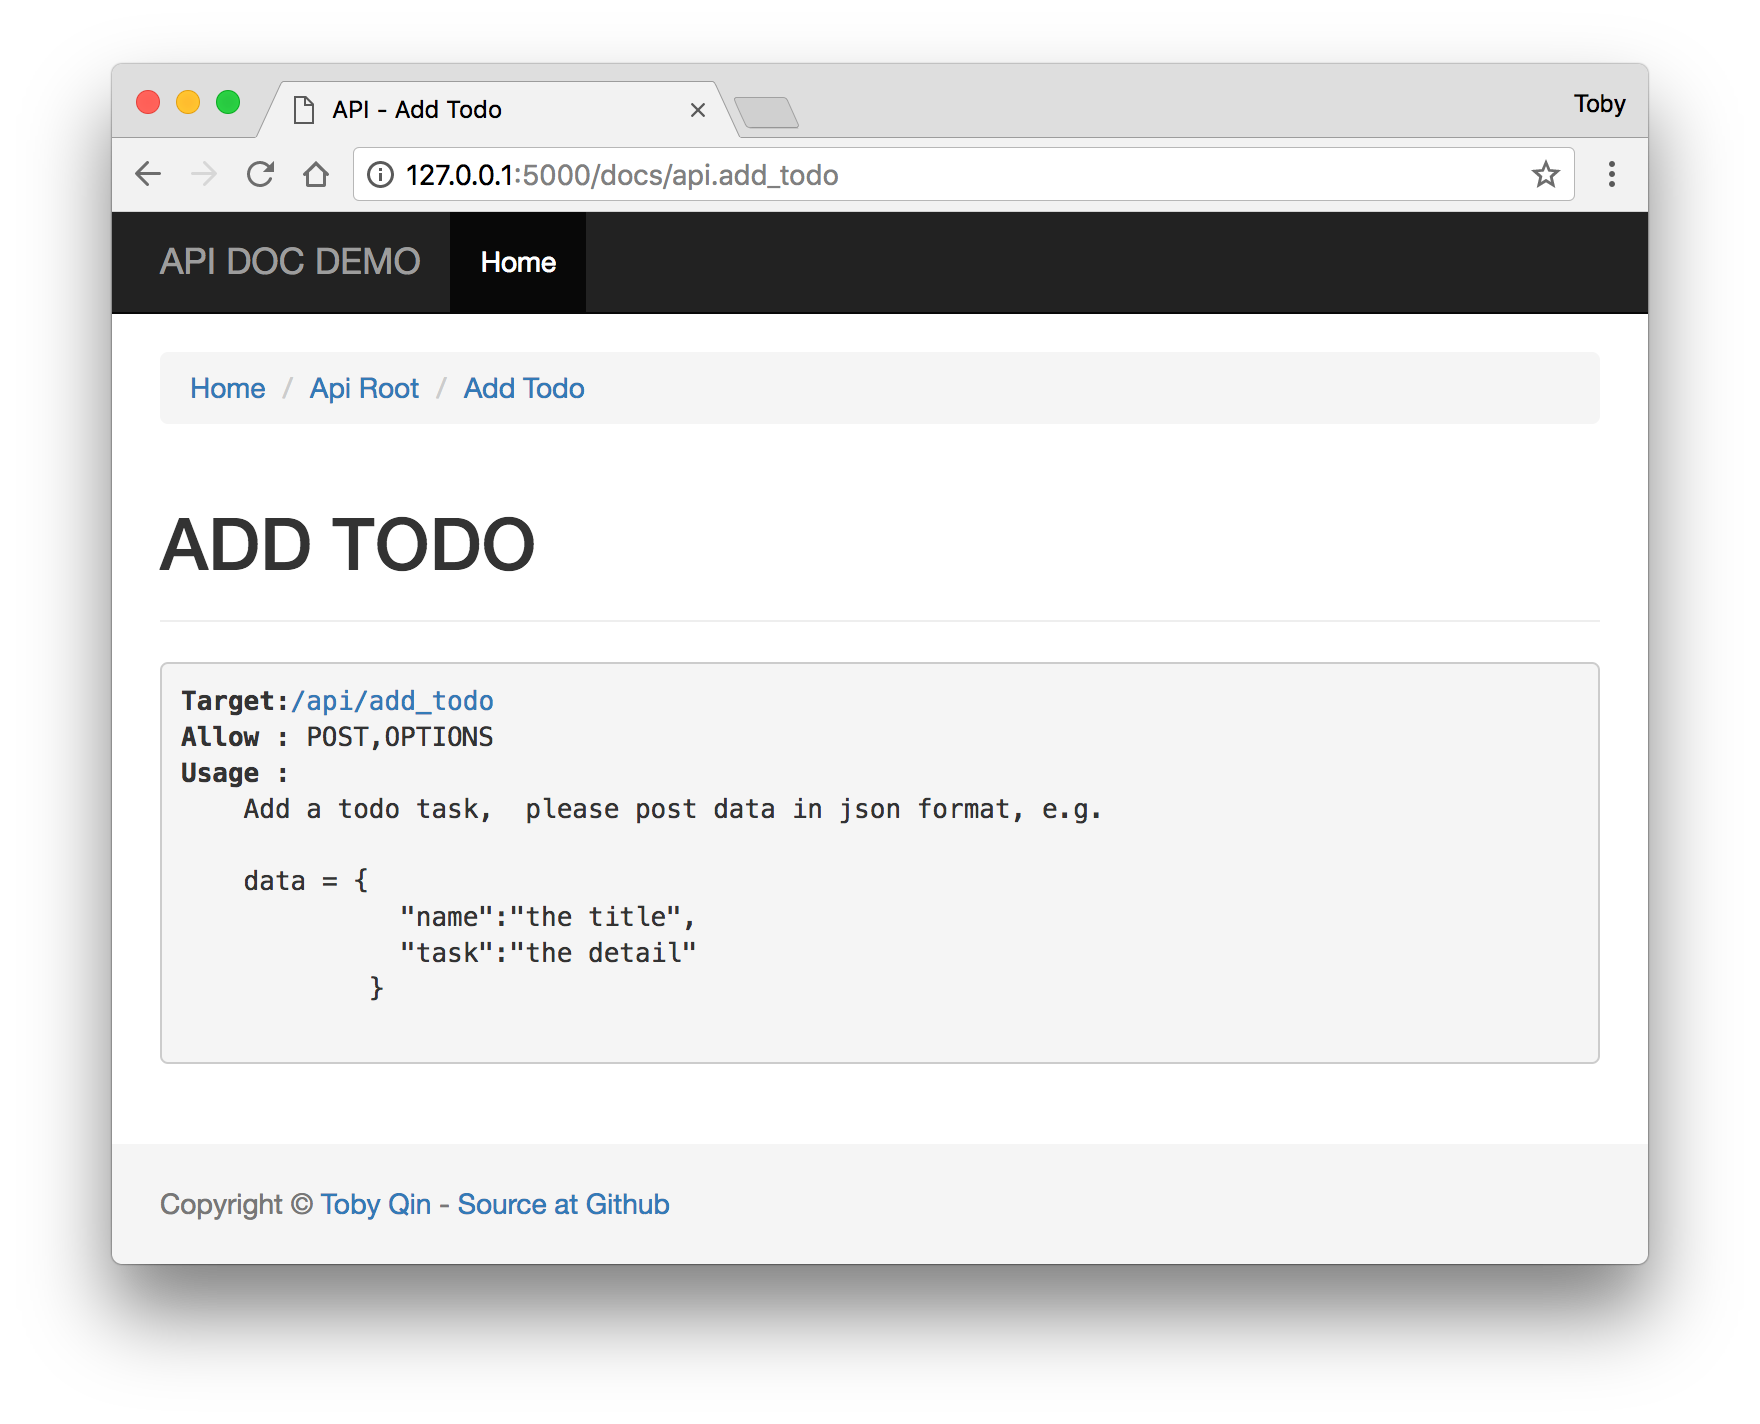 API - Add Todo
Toby
127.0.0.1:5000/docs/api.add_todo
API DOC DEMO Home
Home / Api Root / Add Todo
ADD TODO
Target:/api/add_todo
Allow : POST,OPTIONS
Usage :
Add a todo task,  please post data in json format, e.g.
data = {
"name":"the title",
"task":"the detail"
}
Copyright © Toby Qin - Source at Github